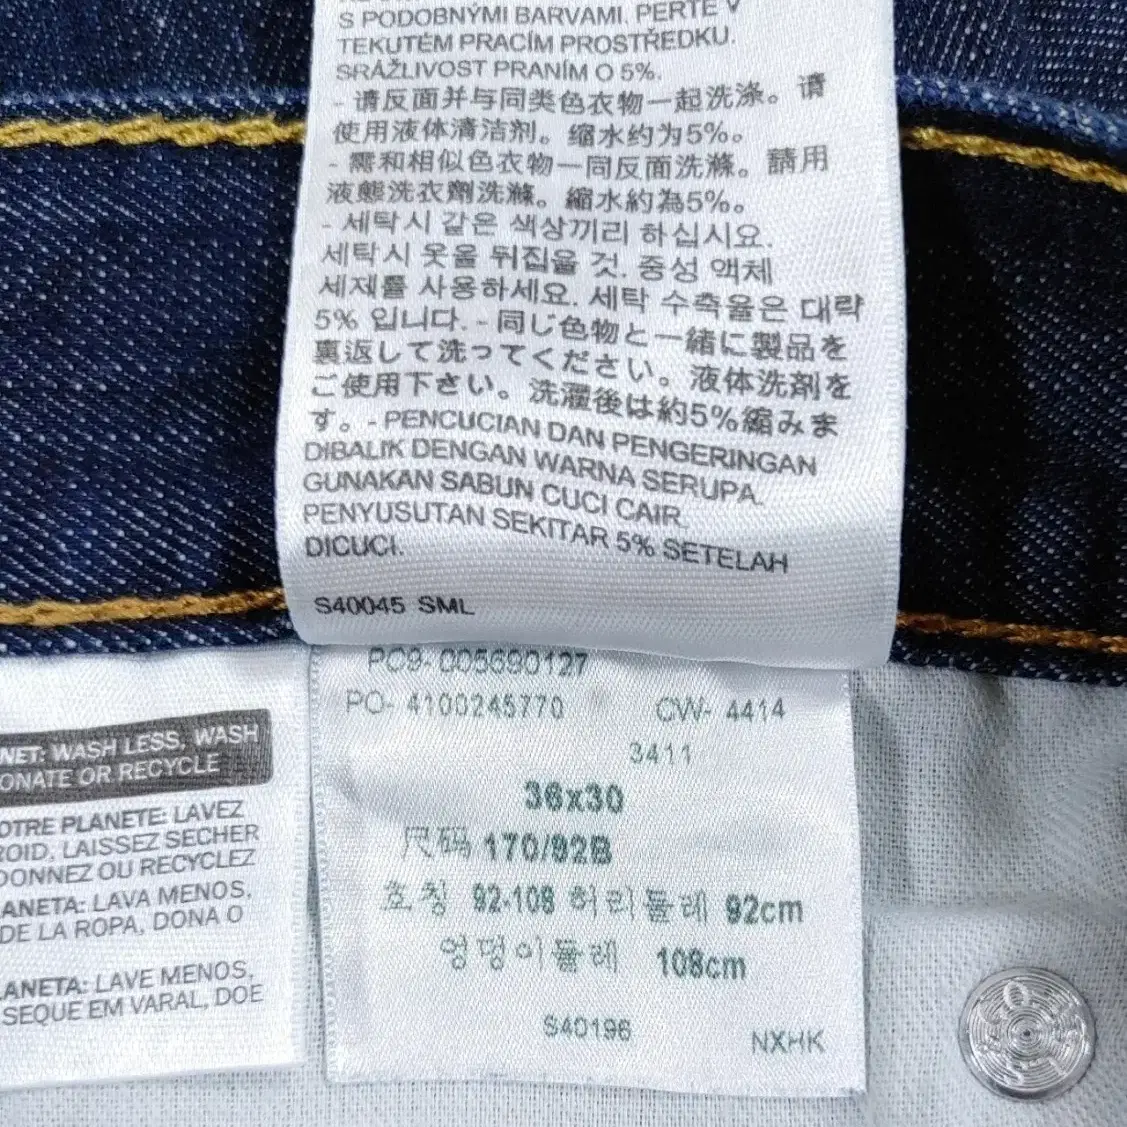 S PODOBNÝMI BARVAMI. PERTE V
TEKUTÉM PRACÍM PROSTŘEDKU.
SRÁŽLIVOST PRANÍM O 5%.
- 请反面并与同类色衣物一起洗涤。请
使用液体清洁剂。缩水约为5%。
- 需和相似色衣物一同反面洗滌。請用
液態洗衣劑洗滌。縮水約為5%。
- 세탁시 같은 색상끼리 하십시요.
세탁시 옷을 뒤집을 것. 중성 액체
세제를 사용하세요. 세탁 수축율은 대략
5% 입니다. - 同じ色物と一緒に製品を
裏返して洗ってください。液体洗剤を
ご使用下さい。洗濯後は約5%縮みま
す。- PENCUCIAN DAN PENGERINGAN
DIBALIK DENGAN WARNA SERUPA.
GUNAKAN SABUN CUCI CAIR.
PENYUSUTAN SEKITAR 5% SETELAH
DICUCI.
S40045 SML
NET: WASH LESS, WASH
ONATE OR RECYCLE
OTRE PLANETE: LAVEZ
ROID, LAISSEZ SECHER
DONNEZ OU RECYCLEZ
ANETA: LAVA MENOS,
DE LA ROPA, DONA O
ANETA: LAVE MENOS,
SEQUE EM VARAL, DOE
PO9- 005690127
PO- 4100245770 CW- 4414
3411
36x30
尺码 170/92B
호칭 92-108 허리둘레 92cm
엉덩이둘레 108cm
S40196 NXHK